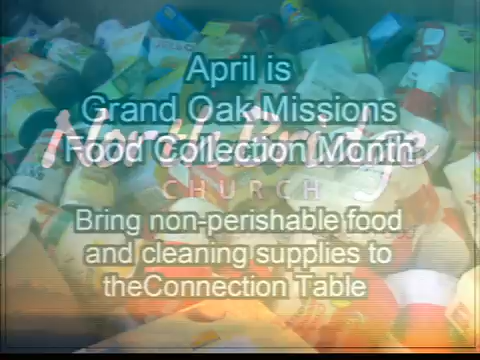 April is
Grand Oak Missions
North Bridge
Food Collection Month
CHURCH
Bring non-perishable food
and cleaning supplies to
theConnection Table